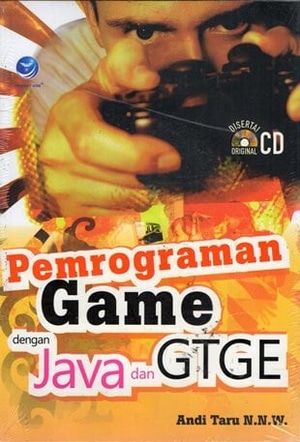 DISERTAI
CD
ORIGINAL
Pemrograman
Game
dengan
Java dan GTGE
Andi Taru N.N.W.